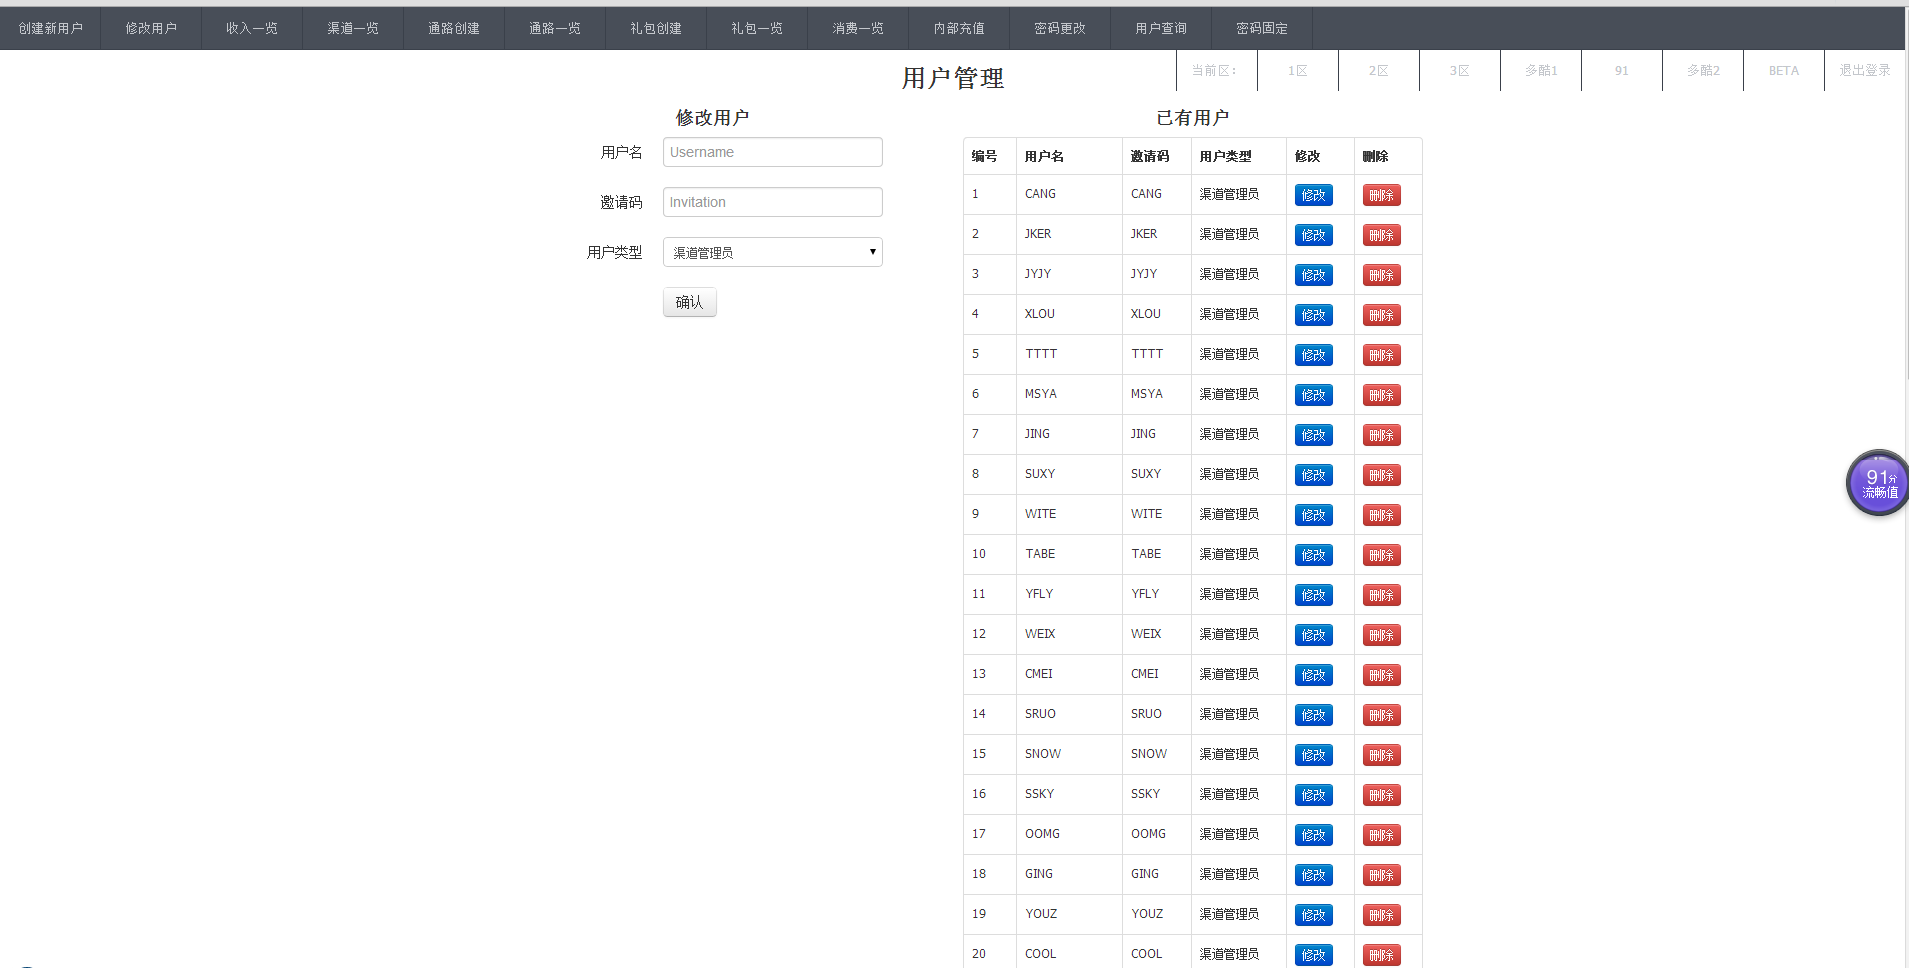 创建新用户 修改用户 收入一览 渠道一览 通路创建 通路一览 礼包创建 礼包一览 消费一览 内部充值 密码更改 用户查询 密码固定
当前区: 1区 2区 3区 多酷1 91 多酷2 BETA 退出登录
用户管理
修改用户
用户名 Username
邀请码 Invitation
用户类型 渠道管理员
确认
已有用户
编号 用户名 邀请码 用户类型 修改 删除
1 CANG CANG 渠道管理员 修改 删除
2 JKER JKER 渠道管理员 修改 删除
3 JYJY JYJY 渠道管理员 修改 删除
4 XLOU XLOU 渠道管理员 修改 删除
5 TTTT TTTT 渠道管理员 修改 删除
6 MSYA MSYA 渠道管理员 修改 删除
7 JING JING 渠道管理员 修改 删除
8 SUXY SUXY 渠道管理员 修改 删除
9 WITE WITE 渠道管理员 修改 删除
10 TABE TABE 渠道管理员 修改 删除
11 YFLY YFLY 渠道管理员 修改 删除
12 WEIX WEIX 渠道管理员 修改 删除
13 CMEI CMEI 渠道管理员 修改 删除
14 SRUO SRUO 渠道管理员 修改 删除
15 SNOW SNOW 渠道管理员 修改 删除
16 SSKY SSKY 渠道管理员 修改 删除
17 OOMG OOMG 渠道管理员 修改 删除
18 GING GING 渠道管理员 修改 删除
19 YOUZ YOUZ 渠道管理员 修改 删除
20 COOL COOL 渠道管理员 修改 删除
91分
流畅值